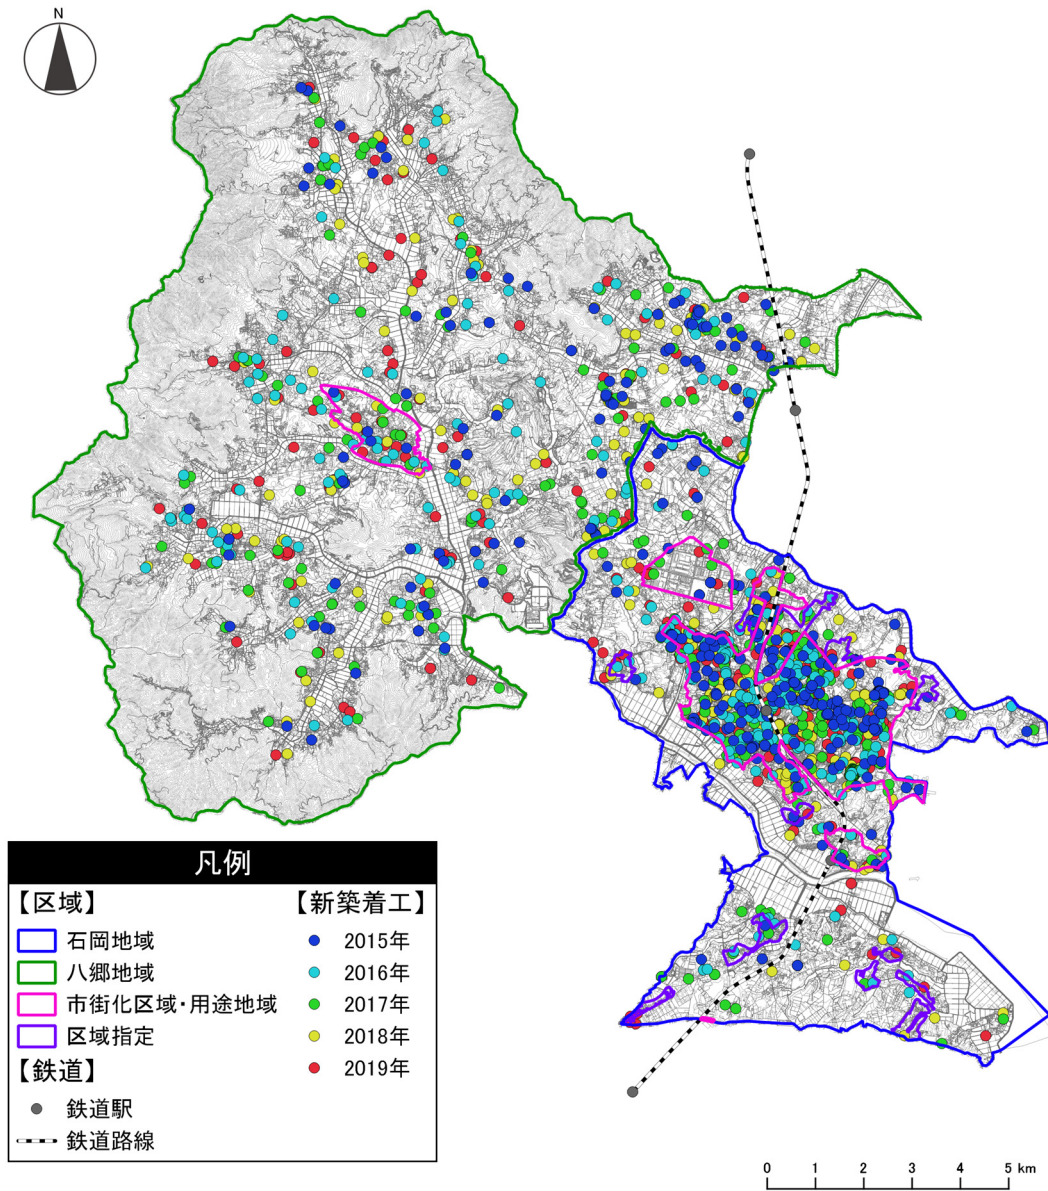 N
凡例
【区域】
石岡地域
八郷地域
市街化区域・用途地域
区域指定
【鉄道】
鉄道駅
鉄道路線
【新築着工】
2015年
2016年
2017年
2018年
2019年
0 1 2 3 4 5 km